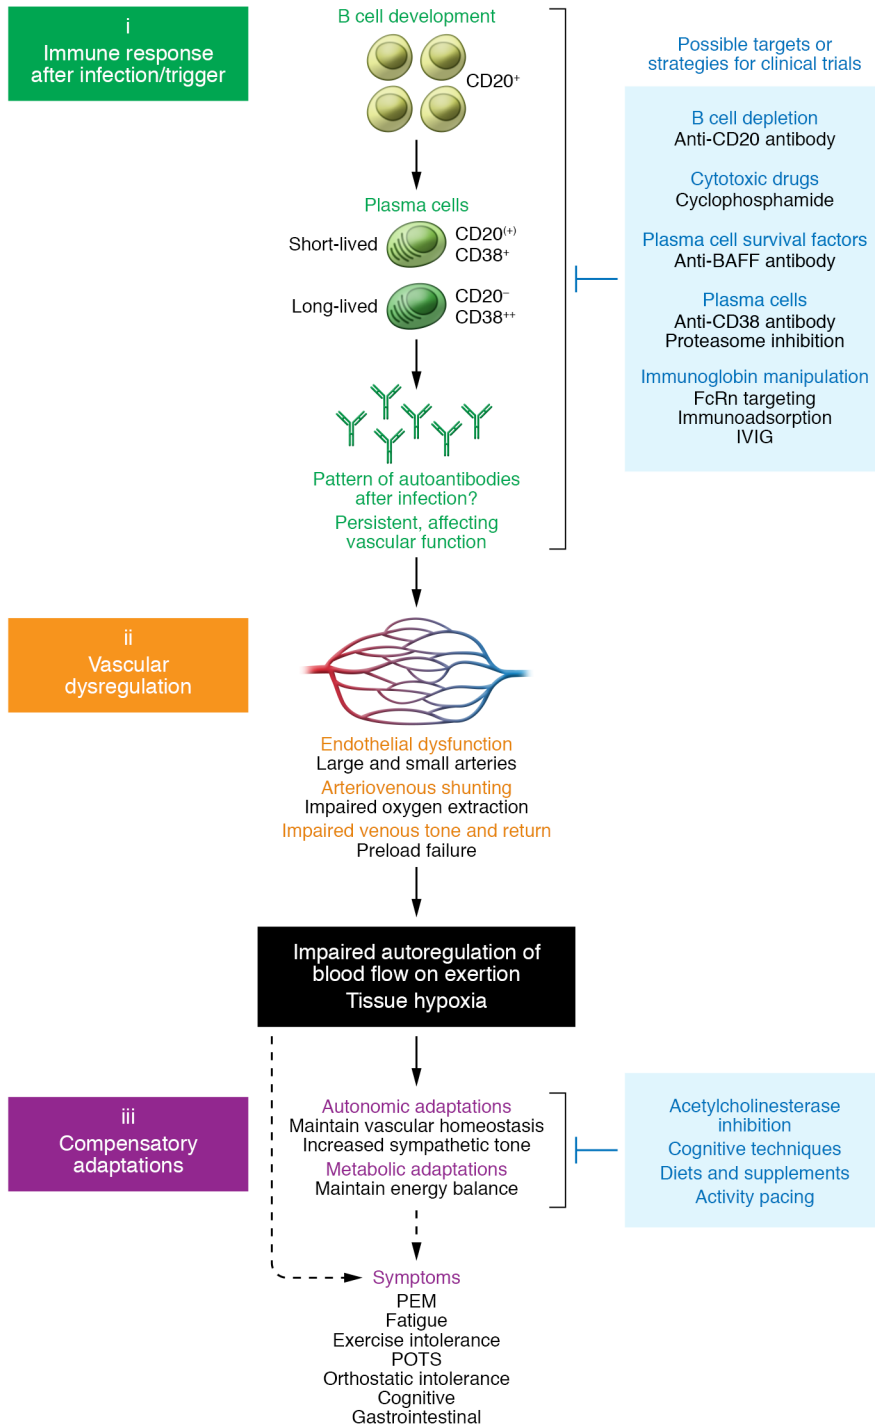 i
Immune response
after infection/trigger
B cell development
CD20⁺
Plasma cells
Short-lived
CD20⁽⁺⁾
CD38⁺
Long-lived
CD20⁻
CD38⁺⁺
Pattern of autoantibodies
after infection?
Persistent, affecting
vascular function
Possible targets or
strategies for clinical trials
B cell depletion
Anti-CD20 antibody
Cytotoxic drugs
Cyclophosphamide
Plasma cell survival factors
Anti-BAFF antibody
Plasma cells
Anti-CD38 antibody
Proteasome inhibition
Immunoglobin manipulation
FcRn targeting
Immunoadsorption
IVIG
ii
Vascular
dysregulation
Endothelial dysfunction
Large and small arteries
Arteriovenous shunting
Impaired oxygen extraction
Impaired venous tone and return
Preload failure
Impaired autoregulation of
blood flow on exertion
Tissue hypoxia
iii
Compensatory
adaptations
Autonomic adaptations
Maintain vascular homeostasis
Increased sympathetic tone
Metabolic adaptations
Maintain energy balance
Acetylcholinesterase
inhibition
Cognitive techniques
Diets and supplements
Activity pacing
Symptoms
PEM
Fatigue
Exercise intolerance
POTS
Orthostatic intolerance
Cognitive
Gastrointestinal